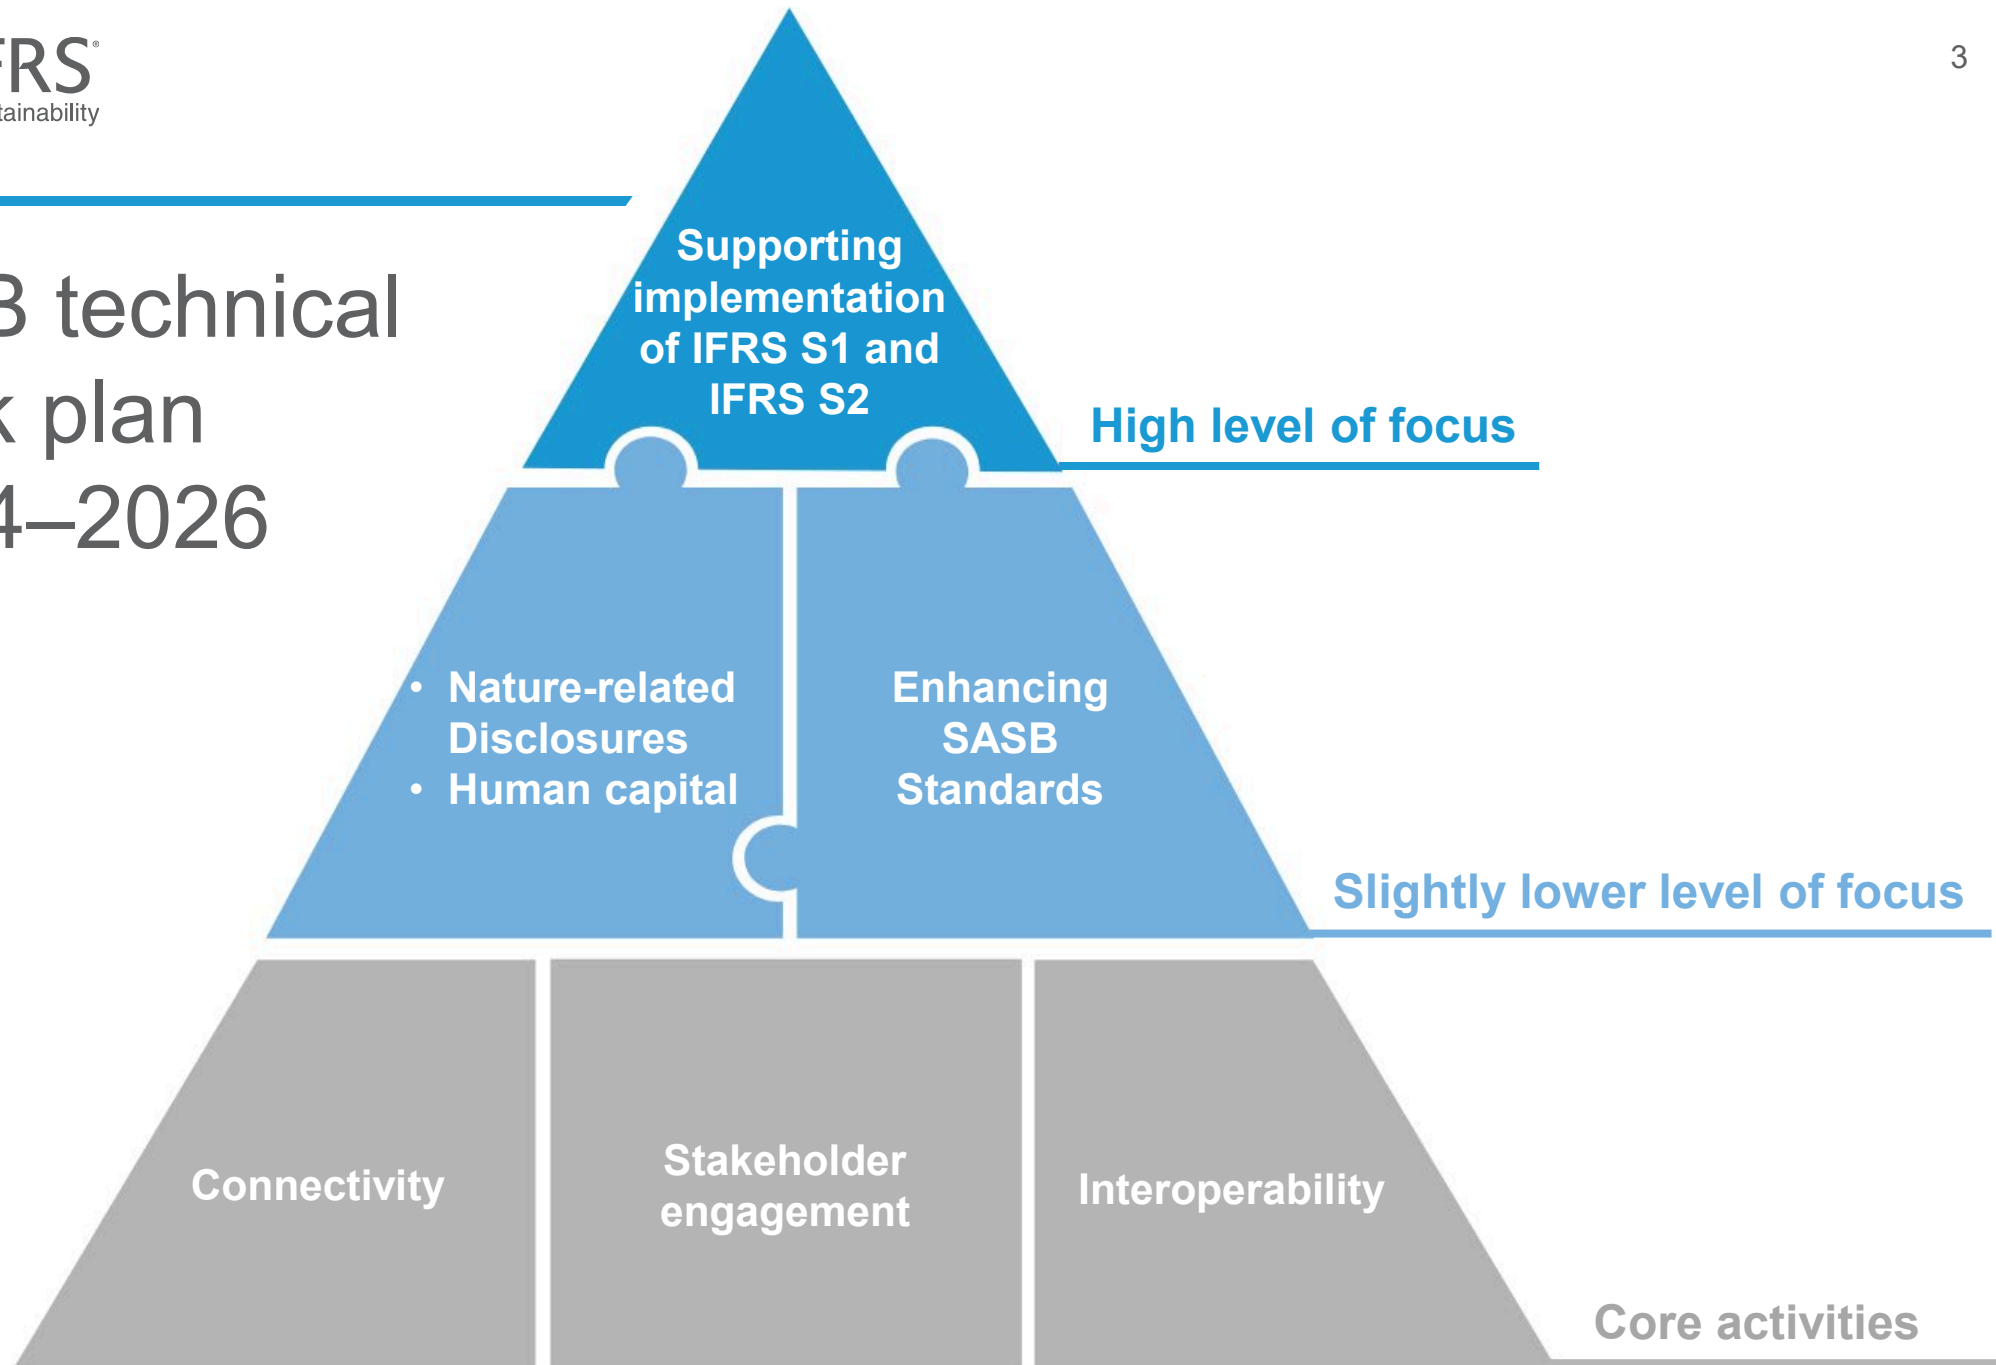 FRS®
3
B technical
plan
4–2026
Supporting
implementation
of IFRS S1 and
IFRS S2
High level of focus
• Nature-related
Disclosures
• Human capital
Enhancing
SASB
Standards
Slightly lower level of focus
Connectivity
Stakeholder
engagement
Interoperability
Core activities